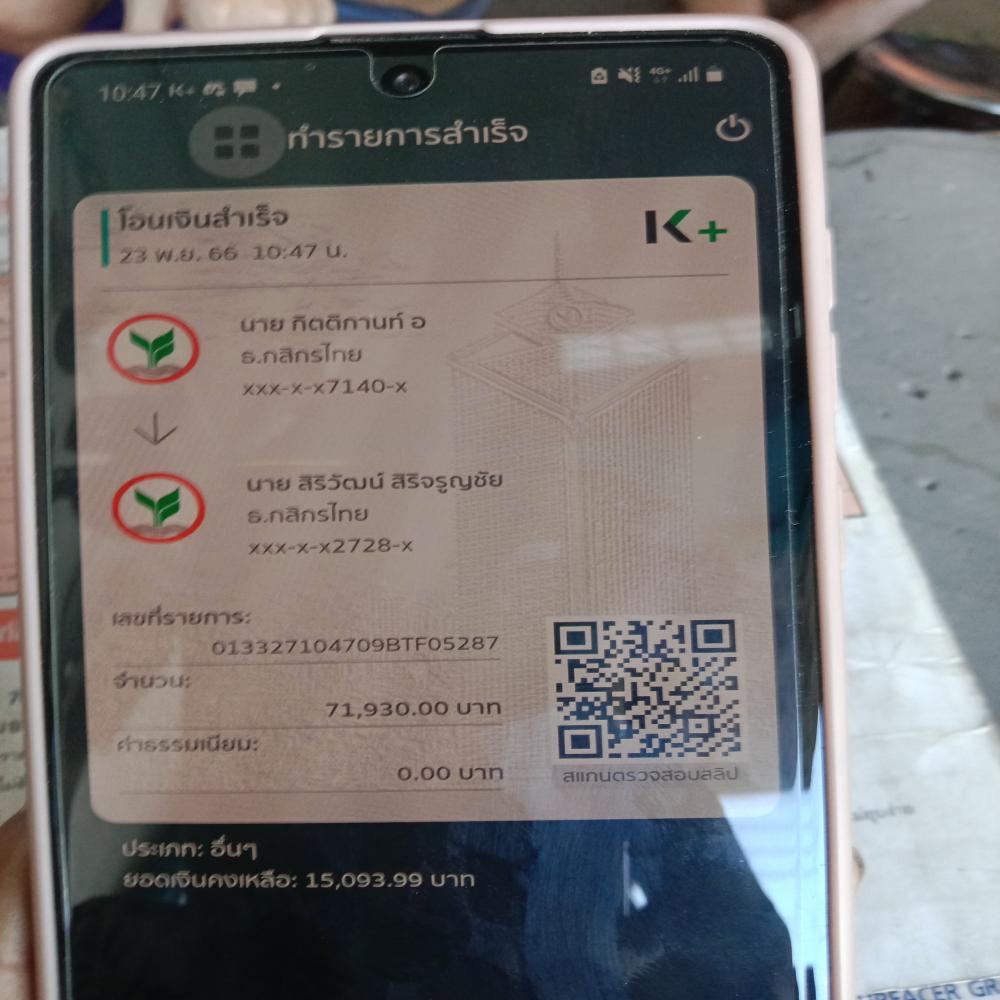 10:47 K+
4G+
ทำรายการสำเร็จ
โอนเงินสำเร็จ
23 พ.ย. 66 10:47 น.
K+
นาย กิตติกานท์ อ
ธ.กสิกรไทย
xxx-x-x7140-x
นาย สิริวัฒน์ สิริจรูญชัย
ธ.กสิกรไทย
xxx-x-x2728-x
เลขที่รายการ:
013327104709BTF05287
จำนวน:
71,930.00 บาท
ค่าธรรมเนียม:
0.00 บาท
สแกนตรวจสอบสลิป
ประเภท: อื่นๆ
ยอดเงินคงเหลือ: 15,093.99 บาท